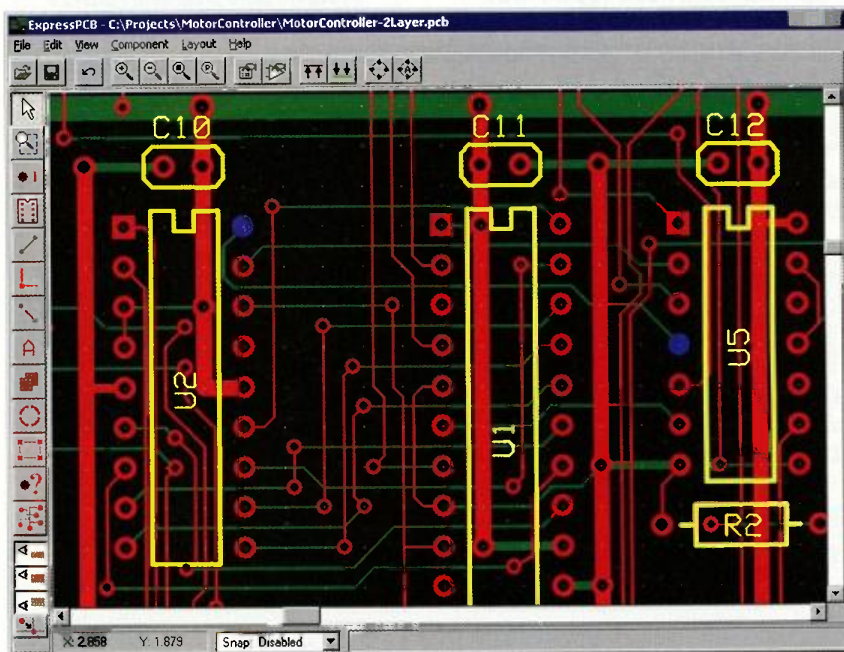 ExpressPCB - C:\Projects\MotorController\MotorController-2Layer.pcb
File Edit View Component Layout Help
C10 C11 C12
U2 U1 U5
R2
X: 2.858 Y: 1.879 Snap: Disabled